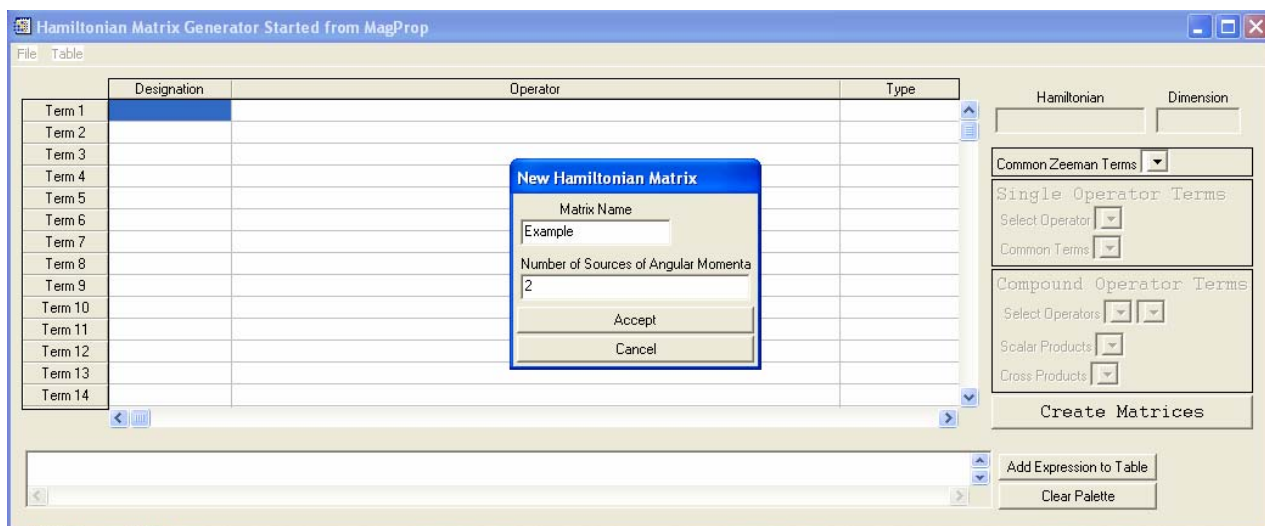 Hamiltonian Matrix Generator Started from MagProp
File Table
Designation Operator Type
Term 1
Term 2
Term 3
Term 4
Term 5
Term 6
Term 7
Term 8
Term 9
Term 10
Term 11
Term 12
Term 13
Term 14
New Hamiltonian Matrix
Matrix Name
Example
Number of Sources of Angular Momenta
2
Accept
Cancel
Hamiltonian Dimension
Common Zeeman Terms
Single Operator Terms
Select Operator
Common Terms
Compound Operator Terms
Select Operators
Scalar Products
Cross Products
Create Matrices
Add Expression to Table
Clear Palette